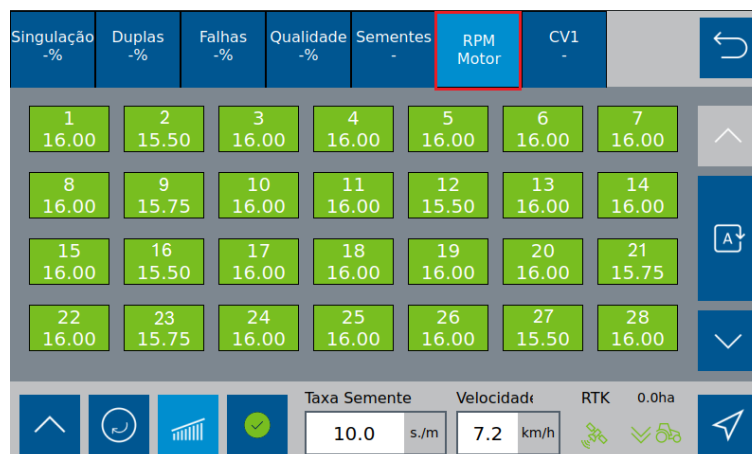 Singulação Duplas Falhas Qualidade Sementes RPM CV1
-% -% -% -% - Motor -
1 2 3 4 5 6 7
16.00 15.50 16.00 16.00 16.00 16.00 16.00
8 9 10 11 12 13 14
16.00 15.75 16.00 16.00 15.50 16.00 16.00
A
15 16 17 18 19 20 21
16.00 15.50 16.00 16.00 16.00 16.00 15.75
22 23 24 25 26 27 28
16.00 15.75 16.00 16.00 16.00 15.50 16.00
Taxa Semente Velocidade RTK 0.0ha
10.0 s./m 7.2 km/h